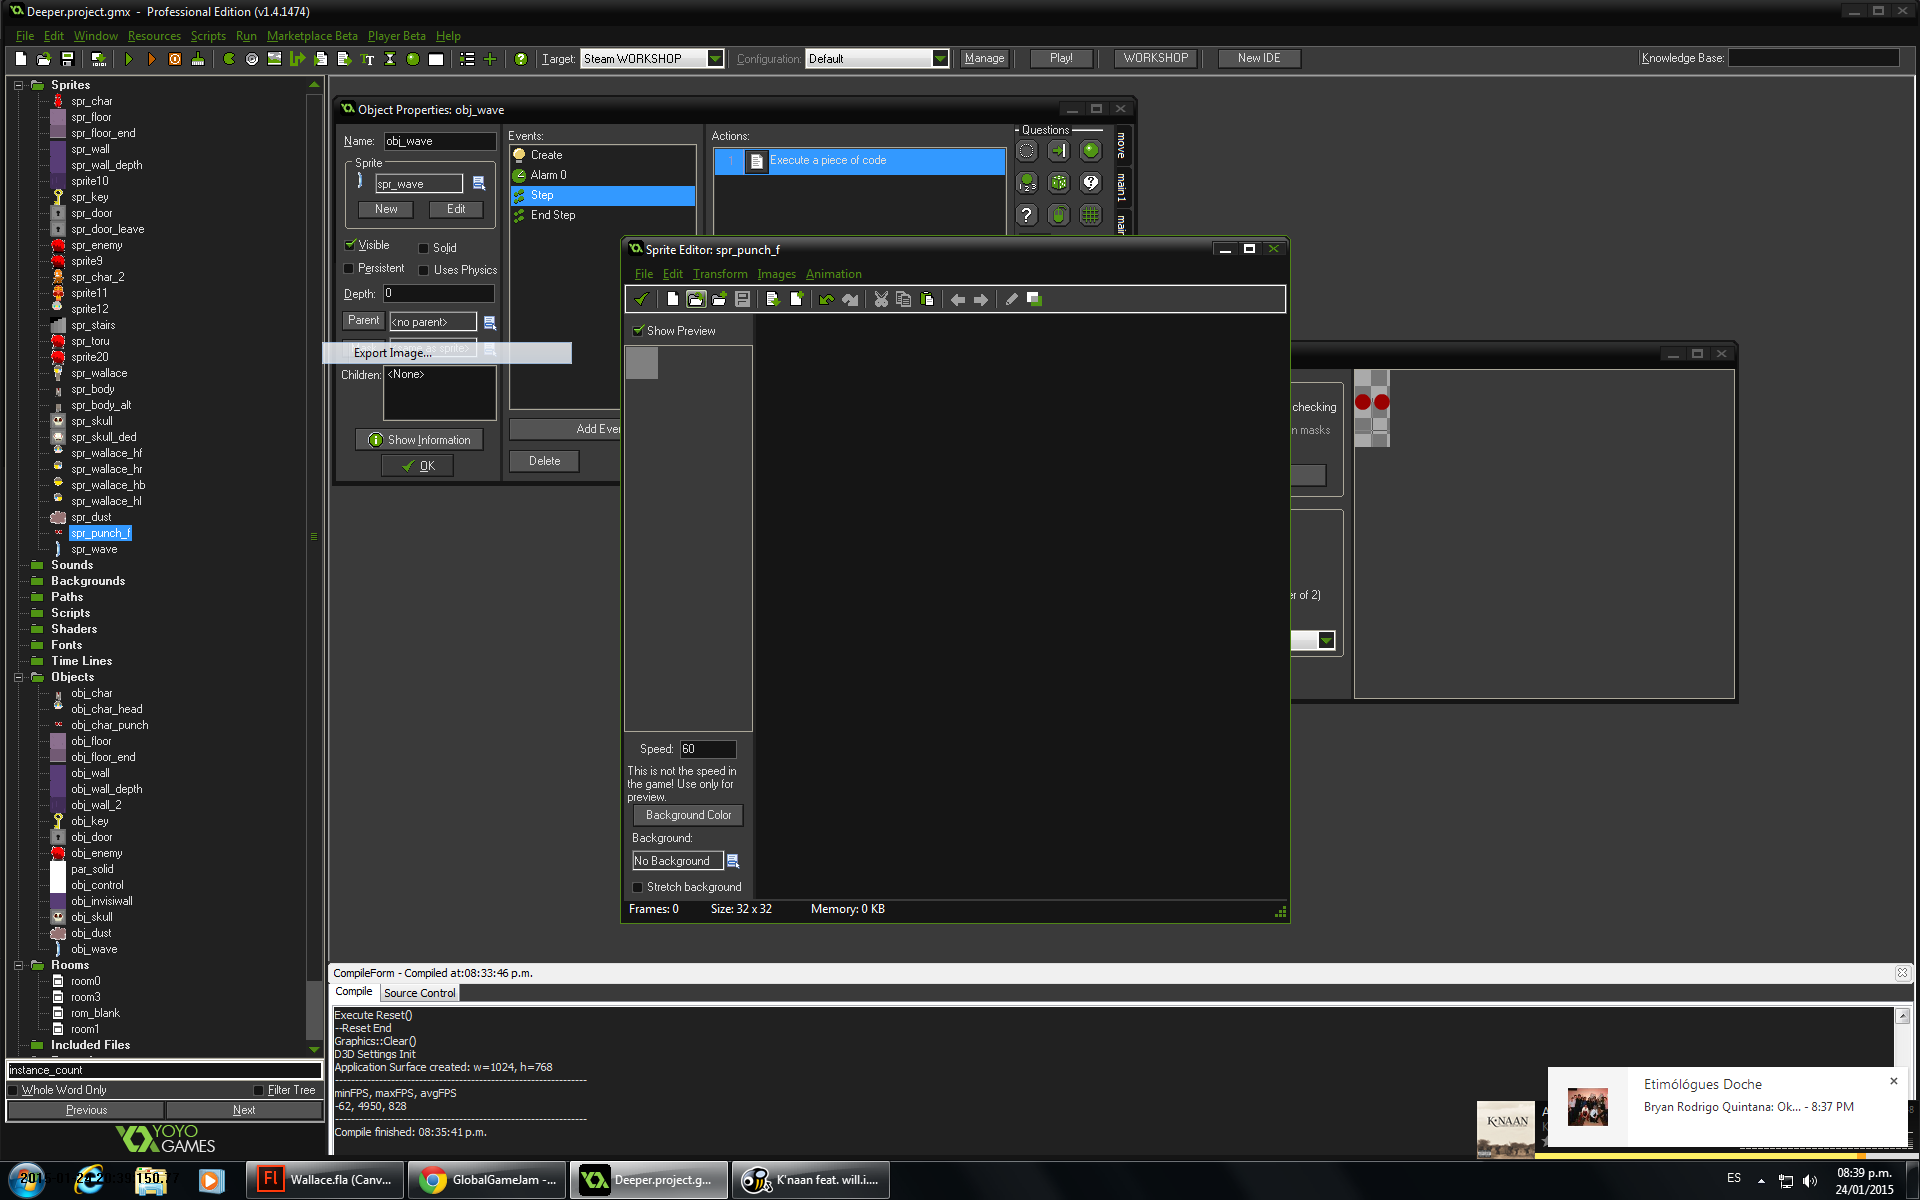 Deeper.project.gmx - Professional Edition (v1.4.1474)
File Edit Window Resources Scripts Run Marketplace Beta Player Beta Help
Target: Steam WORKSHOP Configuration: Default Manage Play! WORKSHOP New IDE Knowledge Base:
Sprites
spr_char
spr_floor
spr_floor_end
spr_wall
spr_wall_depth
sprite10
spr_key
spr_door
spr_door_leave
spr_enemy
sprite9
spr_char_2
sprite11
sprite12
spr_stairs
spr_toru
sprite20
spr_wallace
spr_body
spr_body_alt
spr_skull
spr_skull_ded
spr_wallace_hf
spr_wallace_hr
spr_wallace_hb
spr_wallace_hl
spr_dust
spr_punch_f
spr_wave
Sounds
Backgrounds
Paths
Scripts
Shaders
Fonts
Time Lines
Objects
obj_char
obj_char_head
obj_char_punch
obj_floor
obj_floor_end
obj_wall
obj_wall_depth
obj_wall_2
obj_key
obj_door
obj_enemy
par_solid
obj_control
obj_invisiwall
obj_skull
obj_dust
obj_wave
Rooms
room0
room3
rom_blank
room1
Included Files
instance_count
Whole Word Only Filter Tree
Previous Next
YOYO GAMES
Object Properties: obj_wave
Name: obj_wave
Sprite
spr_wave
New Edit
Visible Solid
Persistent Uses Physics
Depth: 0
Parent <no parent>
<same as sprite>
Export Image...
Children: <None>
Show Information
OK
Events:
Create
Alarm 0
Step
End Step
Add Eve
Delete
Actions:
1 Execute a piece of code
Questions
move
main1
Sprite Editor: spr_punch_f
File Edit Transform Images Animation
Show Preview
Speed: 60
This is not the speed in
the game! Use only for
preview.
Background Color
Background:
No Background
Stretch background
Frames: 0 Size: 32 x 32 Memory: 0 KB
checking
n masks
er of 2)
CompileForm - Compiled at:08:33:46 p.m.
Compile Source Control
Execute Reset()
--Reset End
Graphics::Clear()
D3D Settings Init
Application Surface created: w=1024, h=768
minFPS, maxFPS, avgFPS
-62, 4950, 828
Compile finished: 08:35:41 p.m.
K'NAAN
Etimólógues Doche
Bryan Rodrigo Quintana: Ok... - 8:37 PM
Wallace.fla (Canv...
GlobalGameJam -...
Deeper.project.g...
K'naan feat. will.i....
ES
08:39 p.m.
24/01/2015